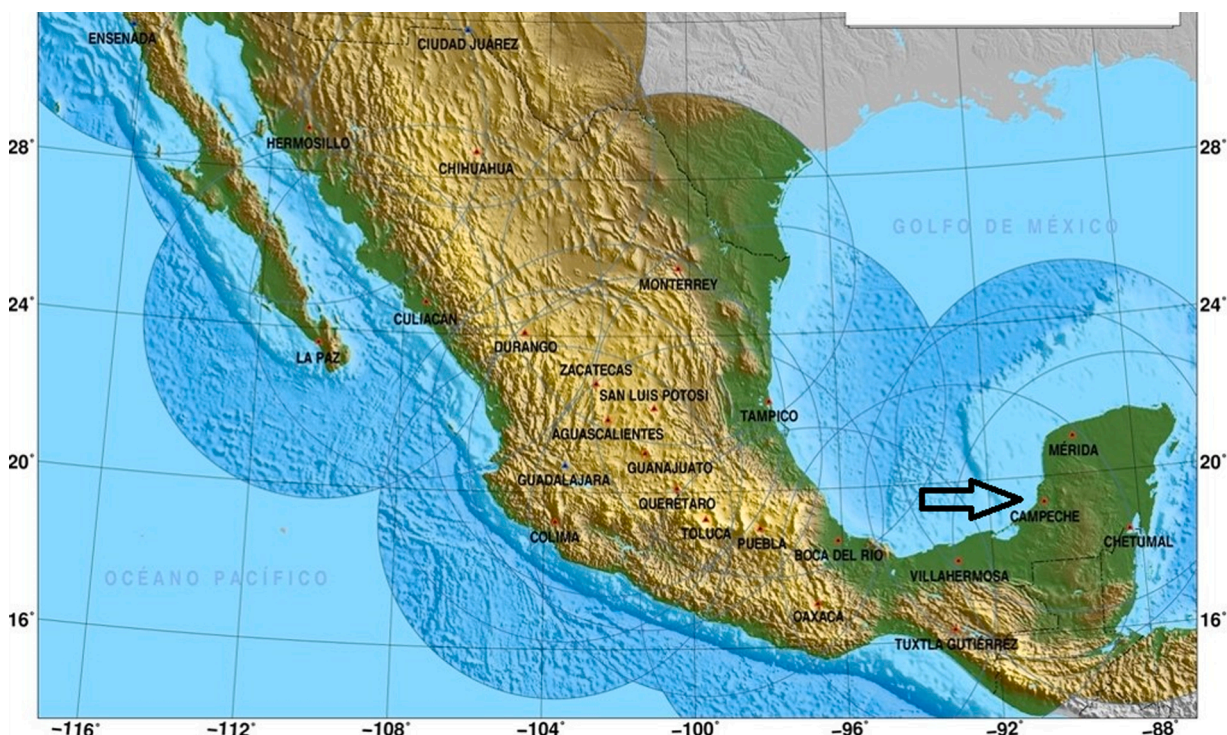 ENSENADA
CIUDAD JUÁREZ
HERMOSILLO
CHIHUAHUA
28°
28°
GOLFO DE MÉXICO
MONTERREY
24°
24°
CULIACAN
DURANGO
LA PAZ
ZACATECAS
SAN LUIS POTOSI
TAMPICO
AGUASCALIENTES
MÉRIDA
20°
20°
GUANAJUATO
GUADALAJARA
QUERÉTARO
CAMPECHE
COLIMA
TOLUCA
PUEBLA
CHETUMAL
BOCA DEL RIO
VILLAHERMOSA
OCÉANO PACÍFICO
16°
16°
OAXACA
TUXTLA GUTIÉRREZ
−116 −112 −108 −104 −100 −96 −92 −88